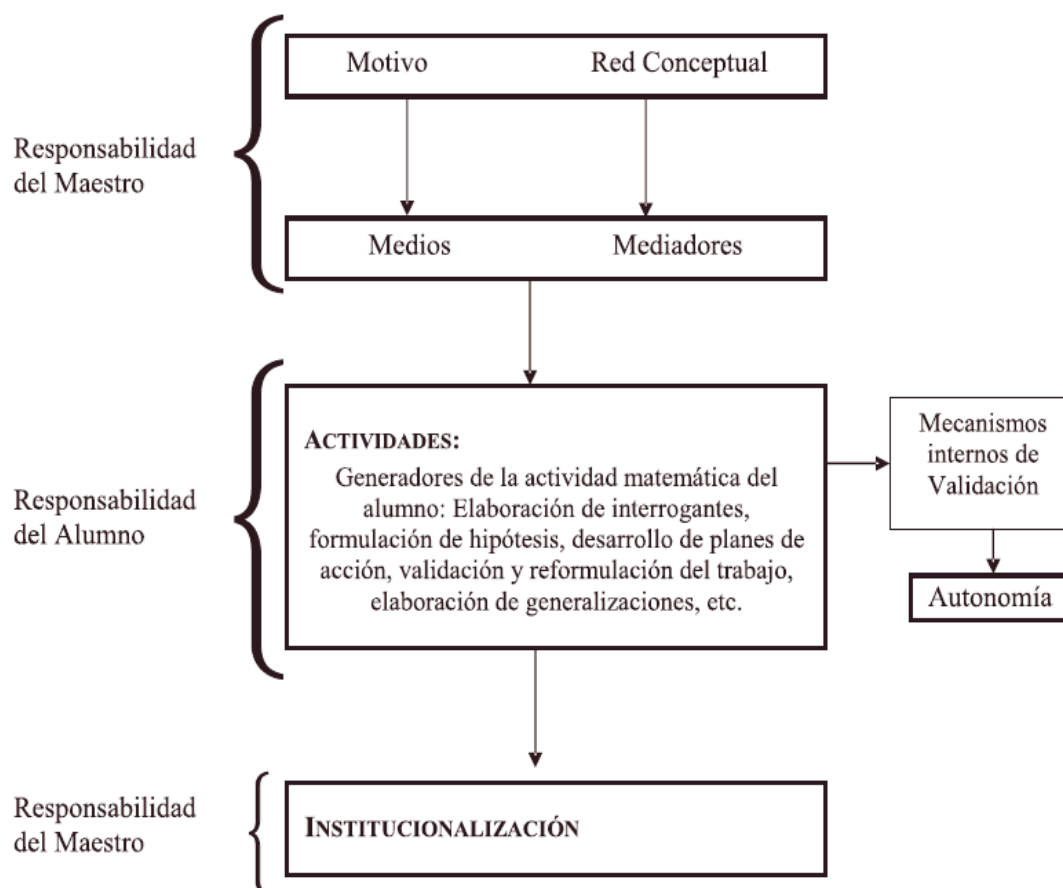 Motivo Red Conceptual
Responsabilidad
del Maestro
Medios Mediadores
Responsabilidad
del Alumno
ACTIVIDADES:
Generadores de la actividad matemática del
alumno: Elaboración de interrogantes,
formulación de hipótesis, desarrollo de planes de
acción, validación y reformulación del trabajo,
elaboración de generalizaciones, etc.
Mecanismos
internos de
Validación
Autonomía
Responsabilidad
del Maestro
INSTITUCIONALIZACIÓN